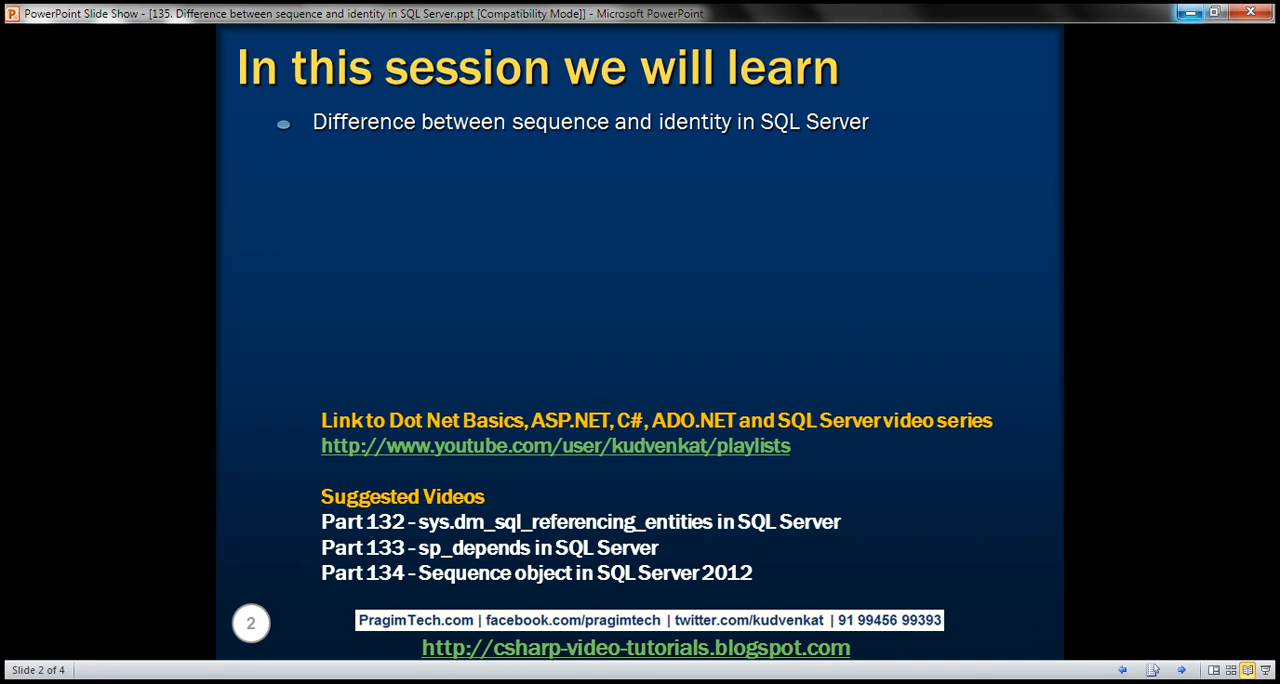 PowerPoint Slide Show - [135. Difference between sequence and identity in SQL Server.ppt [Compatibility Mode]] - Microsoft PowerPoint
In this session we will learn
Difference between sequence and identity in SQL Server
Link to Dot Net Basics, ASP.NET, C#, ADO.NET and SQL Server video series
http://www.youtube.com/user/kudvenkat/playlists
Suggested Videos
Part 132 - sys.dm_sql_referencing_entities in SQL Server
Part 133 - sp_depends in SQL Server
Part 134 - Sequence object in SQL Server 2012
2
PragimTech.com | facebook.com/pragimtech | twitter.com/kudvenkat | 91 99456 99393
http://csharp-video-tutorials.blogspot.com
Slide 2 of 4